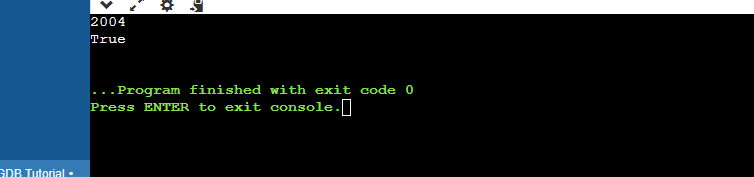 2004
True
...Program finished with exit code 0
Press ENTER to exit console.
GDB Tutorial •